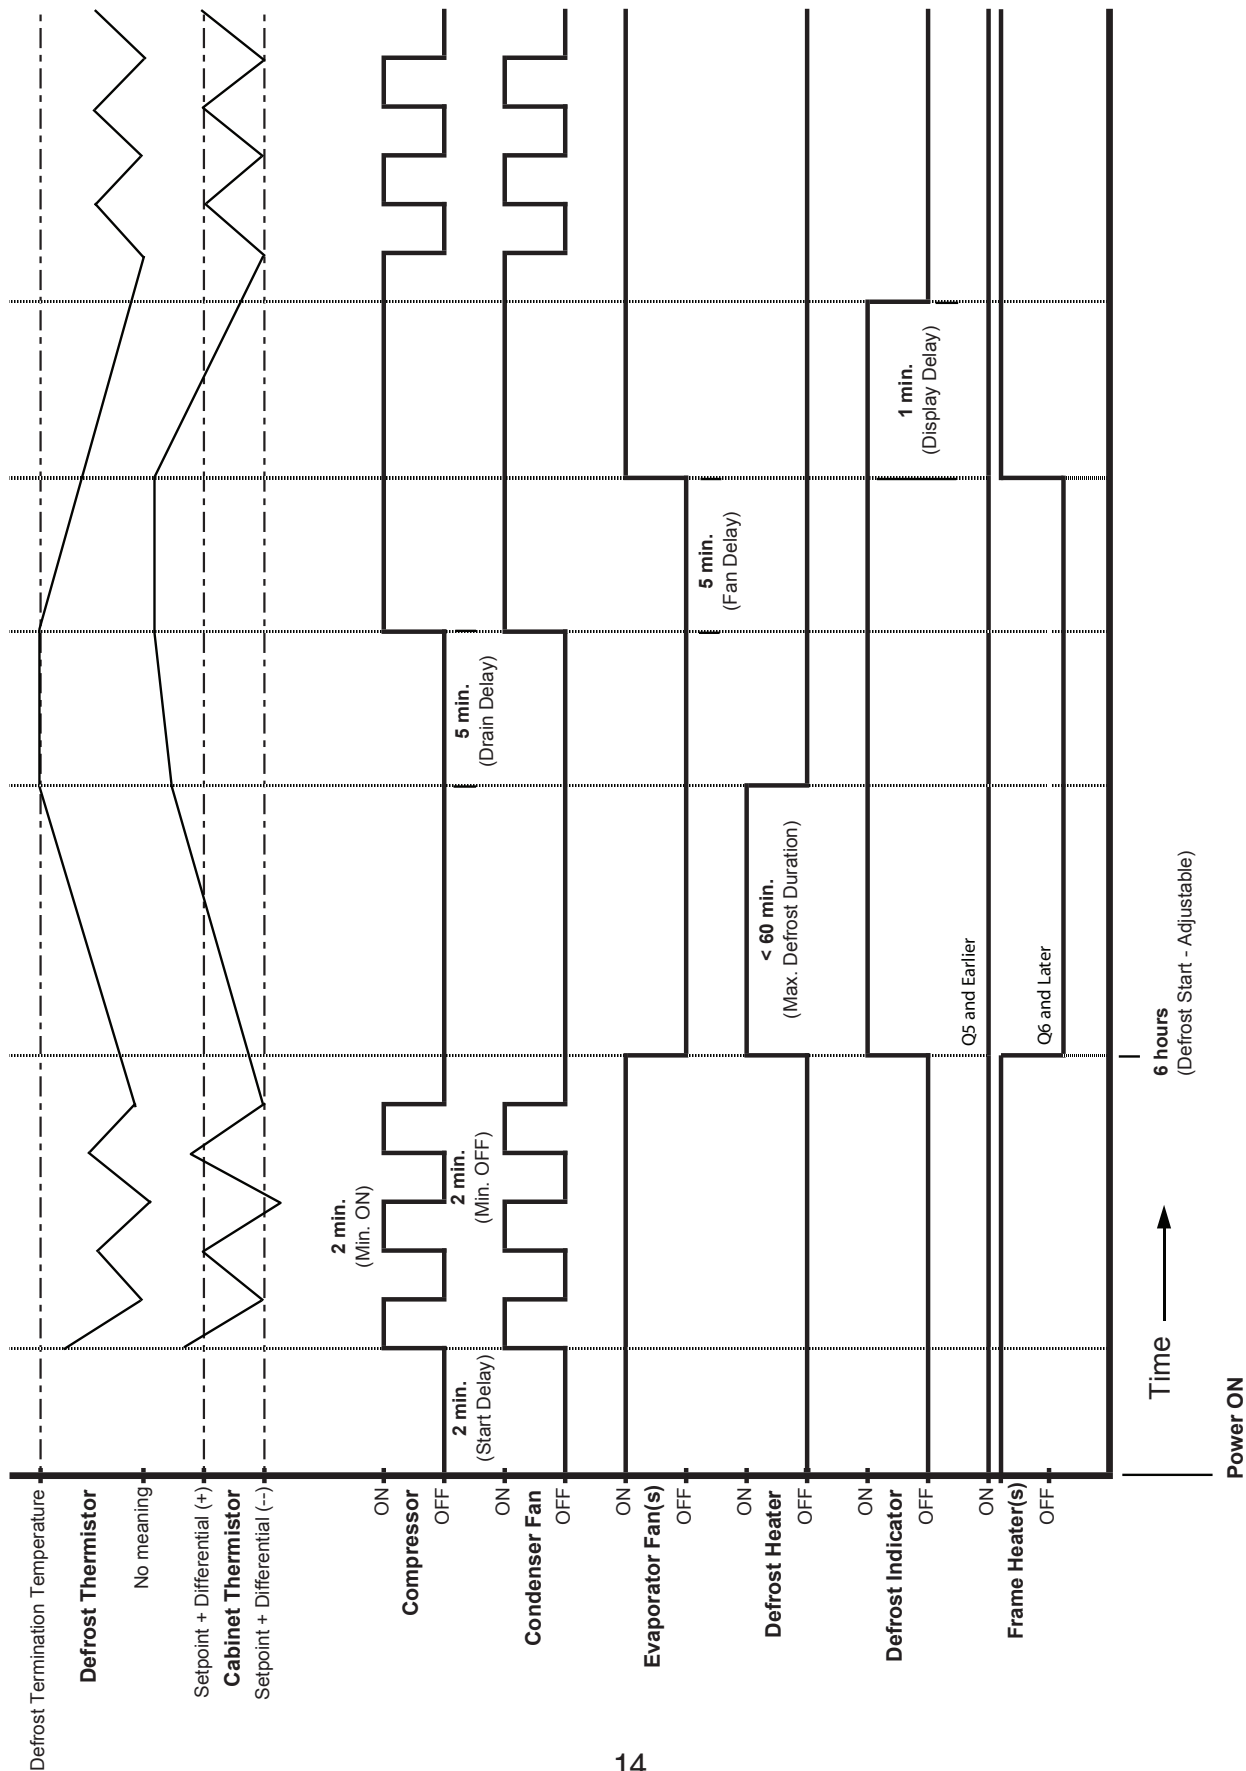 Defrost Termination Temperature
Defrost Thermistor
No meaning
Setpoint + Differential (+)
Cabinet Thermistor
Setpoint + Differential (--)
ON
Compressor
OFF
ON
Condenser Fan
OFF
ON
Evaporator Fan(s)
OFF
ON
Defrost Heater
OFF
ON
Defrost Indicator
OFF
ON
Frame Heater(s)
OFF
2 min.
(Start Delay)
2 min.
(Min. ON)
2 min.
(Min. OFF)
5 min.
(Drain Delay)
5 min.
(Fan Delay)
< 60 min.
(Max. Defrost Duration)
1 min.
(Display Delay)
Q5 and Earlier
Q6 and Later
6 hours
(Defrost Start - Adjustable)
Time
Power ON
14